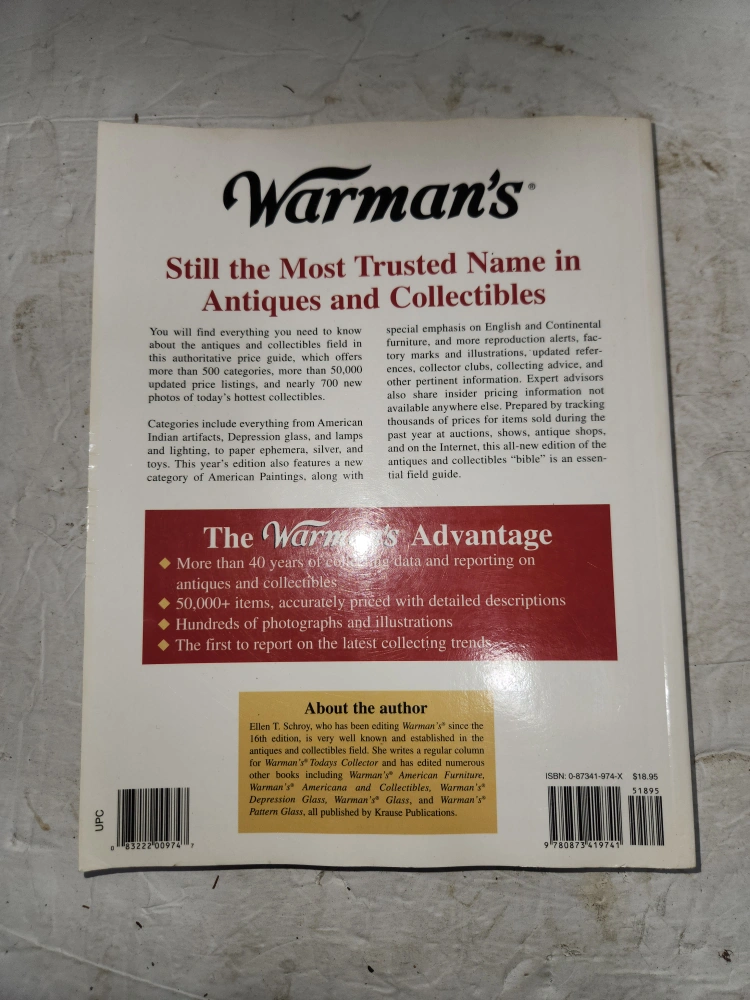 Warman's®
Still the Most Trusted Name in
Antiques and Collectibles
You will find everything you need to know
about the antiques and collectibles field in
this authoritative price guide, which offers
more than 500 categories, more than 50,000
updated price listings, and nearly 700 new
photos of today's hottest collectibles.
Categories include everything from American
Indian artifacts, Depression glass, and lamps
and lighting, to paper ephemera, silver, and
toys. This year's edition also features a new
category of American Paintings, along with
special emphasis on English and Continental
furniture, and more reproduction alerts, fac-
tory marks and illustrations, updated refer-
ences, collector clubs, collecting advice, and
other pertinent information. Expert advisors
also share insider pricing information not
available anywhere else. Prepared by tracking
thousands of prices for items sold during the
past year at auctions, shows, antique shops,
and on the Internet, this all-new edition of the
antiques and collectibles “bible” is an essen-
tial field guide.
The Warman's Advantage
◆ More than 40 years of collecting data and reporting on
antiques and collectibles
◆ 50,000+ items, accurately priced with detailed descriptions
◆ Hundreds of photographs and illustrations
◆ The first to report on the latest collecting trends
About the author
Ellen T. Schroy, who has been editing Warman's® since the
16th edition, is very well known and established in the
antiques and collectibles field. She writes a regular column
for Warman's® Todays Collector and has edited numerous
other books including Warman's® American Furniture,
Warman's® Americana and Collectibles, Warman's®
Depression Glass, Warman's® Glass, and Warman's®
Pattern Glass, all published by Krause Publications.
UPC
0 83222 00974 7
ISBN: 0-87341-974-X $18.95
51895
9 780873 419741